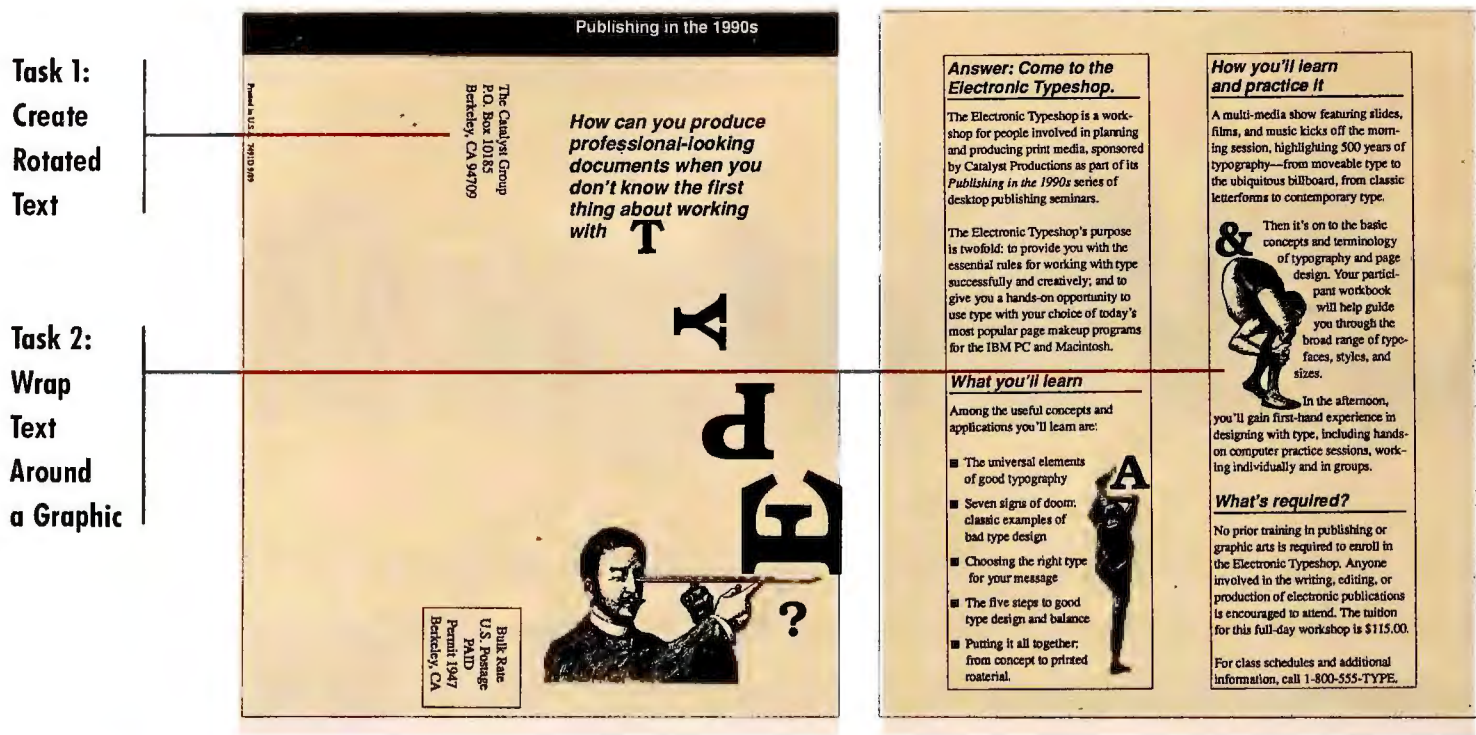 Task 1:
Create
Rotated
Text
Task 2:
Wrap
Text
Around
a Graphic
Publishing in the 1990s
Printed in U.S.
The Catalyst Group
P.O. Box 10185
Berkeley, CA 94709
How can you produce
professional-looking
documents when you
don't know the first
thing about working
with T
Y
P
E
?
Bulk Rate
U.S. Postage
PAID
Permit 1947
Berkeley, CA
Answer: Come to the
Electronic Typeshop.
The Electronic Typeshop is a work-
shop for people involved in planning
and producing print media, sponsored
by Catalyst Productions as part of its
Publishing in the 1990s series of
desktop publishing seminars.
The Electronic Typeshop's purpose
is twofold: to provide you with the
essential rules for working with type
successfully and creatively; and to
give you a hands-on opportunity to
use type with your choice of today's
most popular page makeup programs
for the IBM PC and Macintosh.
What you'll learn
Among the useful concepts and
applications you'll learn are:
■ The universal elements
of good typography
■ Seven signs of doom:
classic examples of
bad type design
■ Choosing the right type
for your message
■ The five steps to good
type design and balance
■ Putting it all together:
from concept to printed
material.
A
How you'll learn
and practice it
A multi-media show featuring slides,
films, and music kicks off the morn-
ing session, highlighting 500 years of
typography—from moveable type to
the ubiquitous billboard, from classic
letterforms to contemporary type.
&
Then it's on to the basic
concepts and terminology
of typography and page
design. Your partici-
pant workbook
will help guide
you through the
broad range of type-
faces, styles, and
sizes.
In the afternoon,
you'll gain first-hand experience in
designing with type, including hands-
on computer practice sessions, work-
ing individually and in groups.
What's required?
No prior training in publishing or
graphic arts is required to enroll in
the Electronic Typeshop. Anyone
involved in the writing, editing, or
production of electronic publications
is encouraged to attend. The tuition
for this full-day workshop is $115.00.
For class schedules and additional
information, call 1-800-555-TYPE.